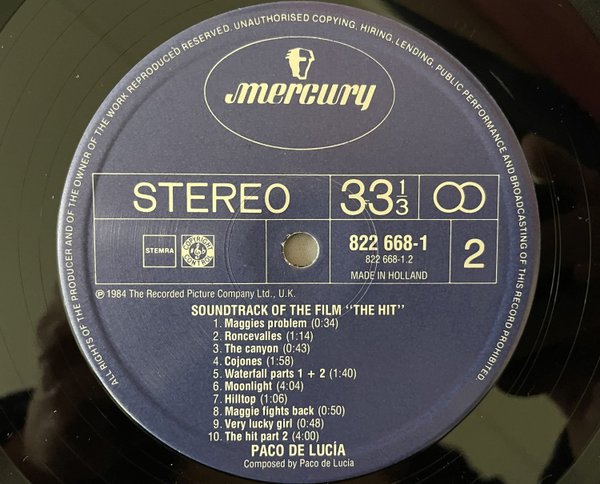 ALL RIGHTS OF THE PRODUCER AND OF THE OWNER OF THE WORK REPRODUCED RESERVED. UNAUTHORISED COPYING, HIRING, LENDING, PUBLIC PERFORMANCE AND BROADCASTING OF THIS RECORD PROHIBITED.
mercury
STEREO
33 1/3
STEMRA
COPYRIGHT CONTROL
822 668-1
822 668-1.2
MADE IN HOLLAND
2
℗ 1984 The Recorded Picture Company Ltd., U.K.
SOUNDTRACK OF THE FILM "THE HIT"
1. Maggies problem (0:34)
2. Roncevalles (1:14)
3. The canyon (0:43)
4. Cojones (0:58)
5. Waterfall parts 1 + 2 (1:40)
6. Moonlight (4:04)
7. Hilltop (1:06)
8. Maggie fights back (0:50)
9. Very lucky girl (0:48)
10. The hit part 2 (4:00)
PACO DE LUCÍA
Composed by Paco de Lucía